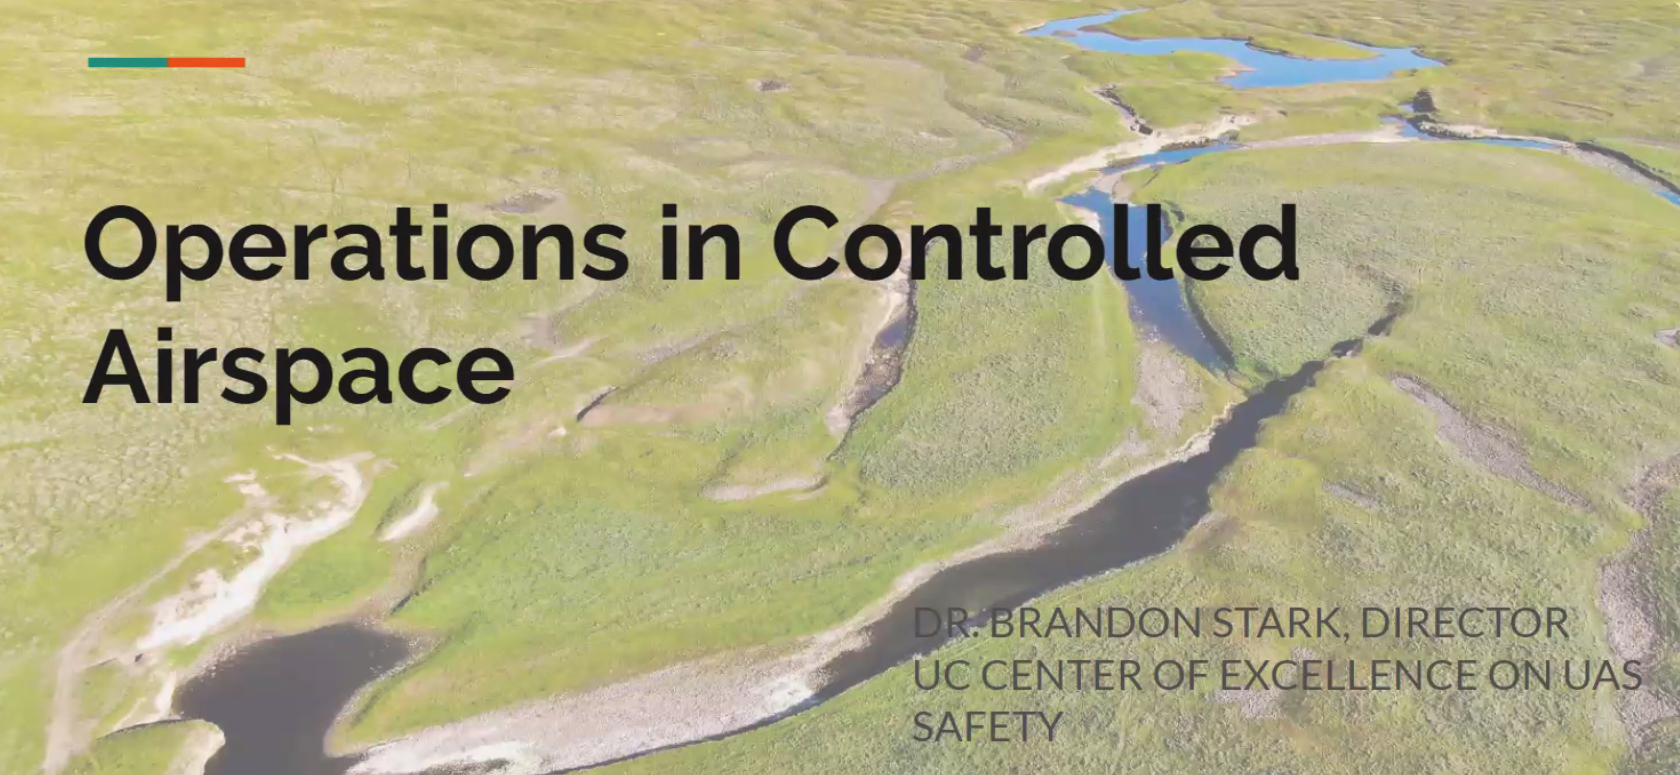 Operations in Controlled
Airspace
DR. BRANDON STARK, DIRECTOR
UC CENTER OF EXCELLENCE ON UAS
SAFETY